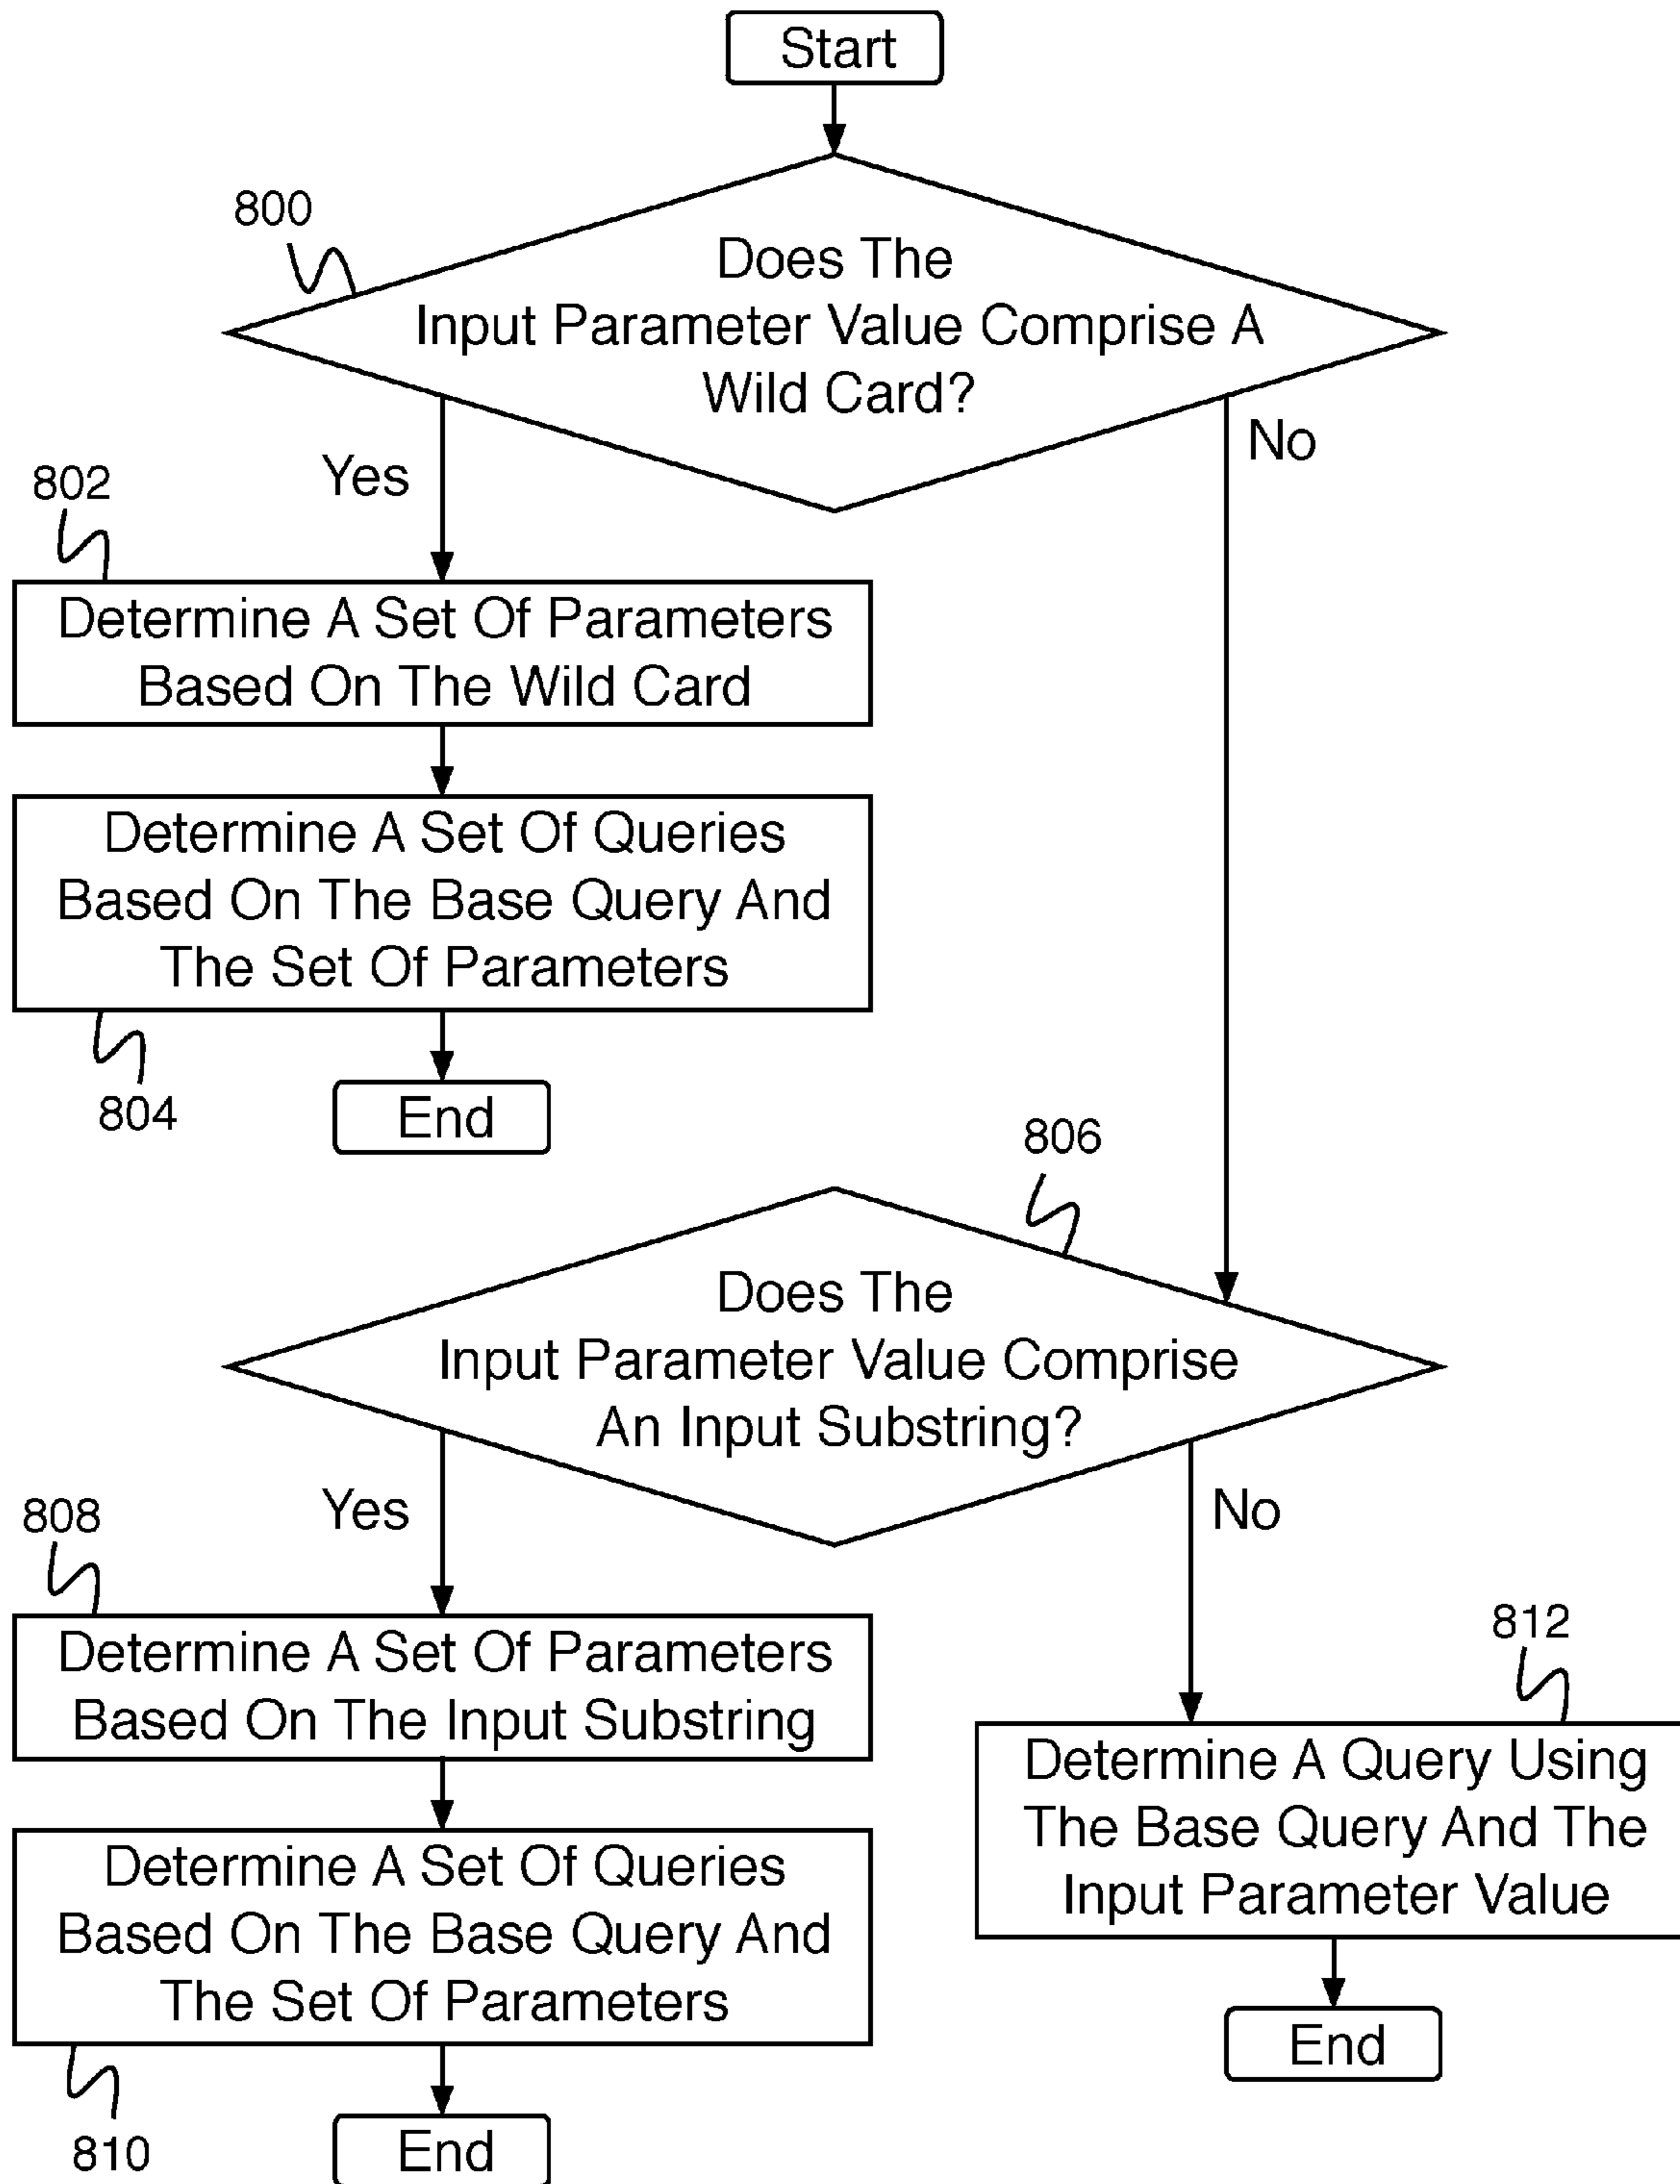 Start
800
Does The
Input Parameter Value Comprise A
Wild Card?
Yes
No
802
Determine A Set Of Parameters
Based On The Wild Card
Determine A Set Of Queries
Based On The Base Query And
The Set Of Parameters
804
End
806
Does The
Input Parameter Value Comprise
An Input Substring?
Yes
No
808
Determine A Set Of Parameters
Based On The Input Substring
812
Determine A Query Using
The Base Query And The
Input Parameter Value
End
Determine A Set Of Queries
Based On The Base Query And
The Set Of Parameters
810
End